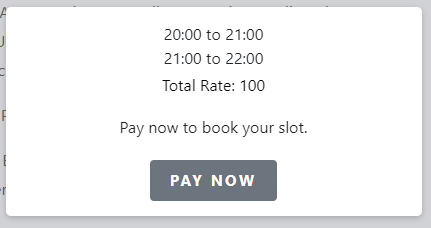 20:00 to 21:00
21:00 to 22:00
Total Rate: 100
Pay now to book your slot.
PAY NOW